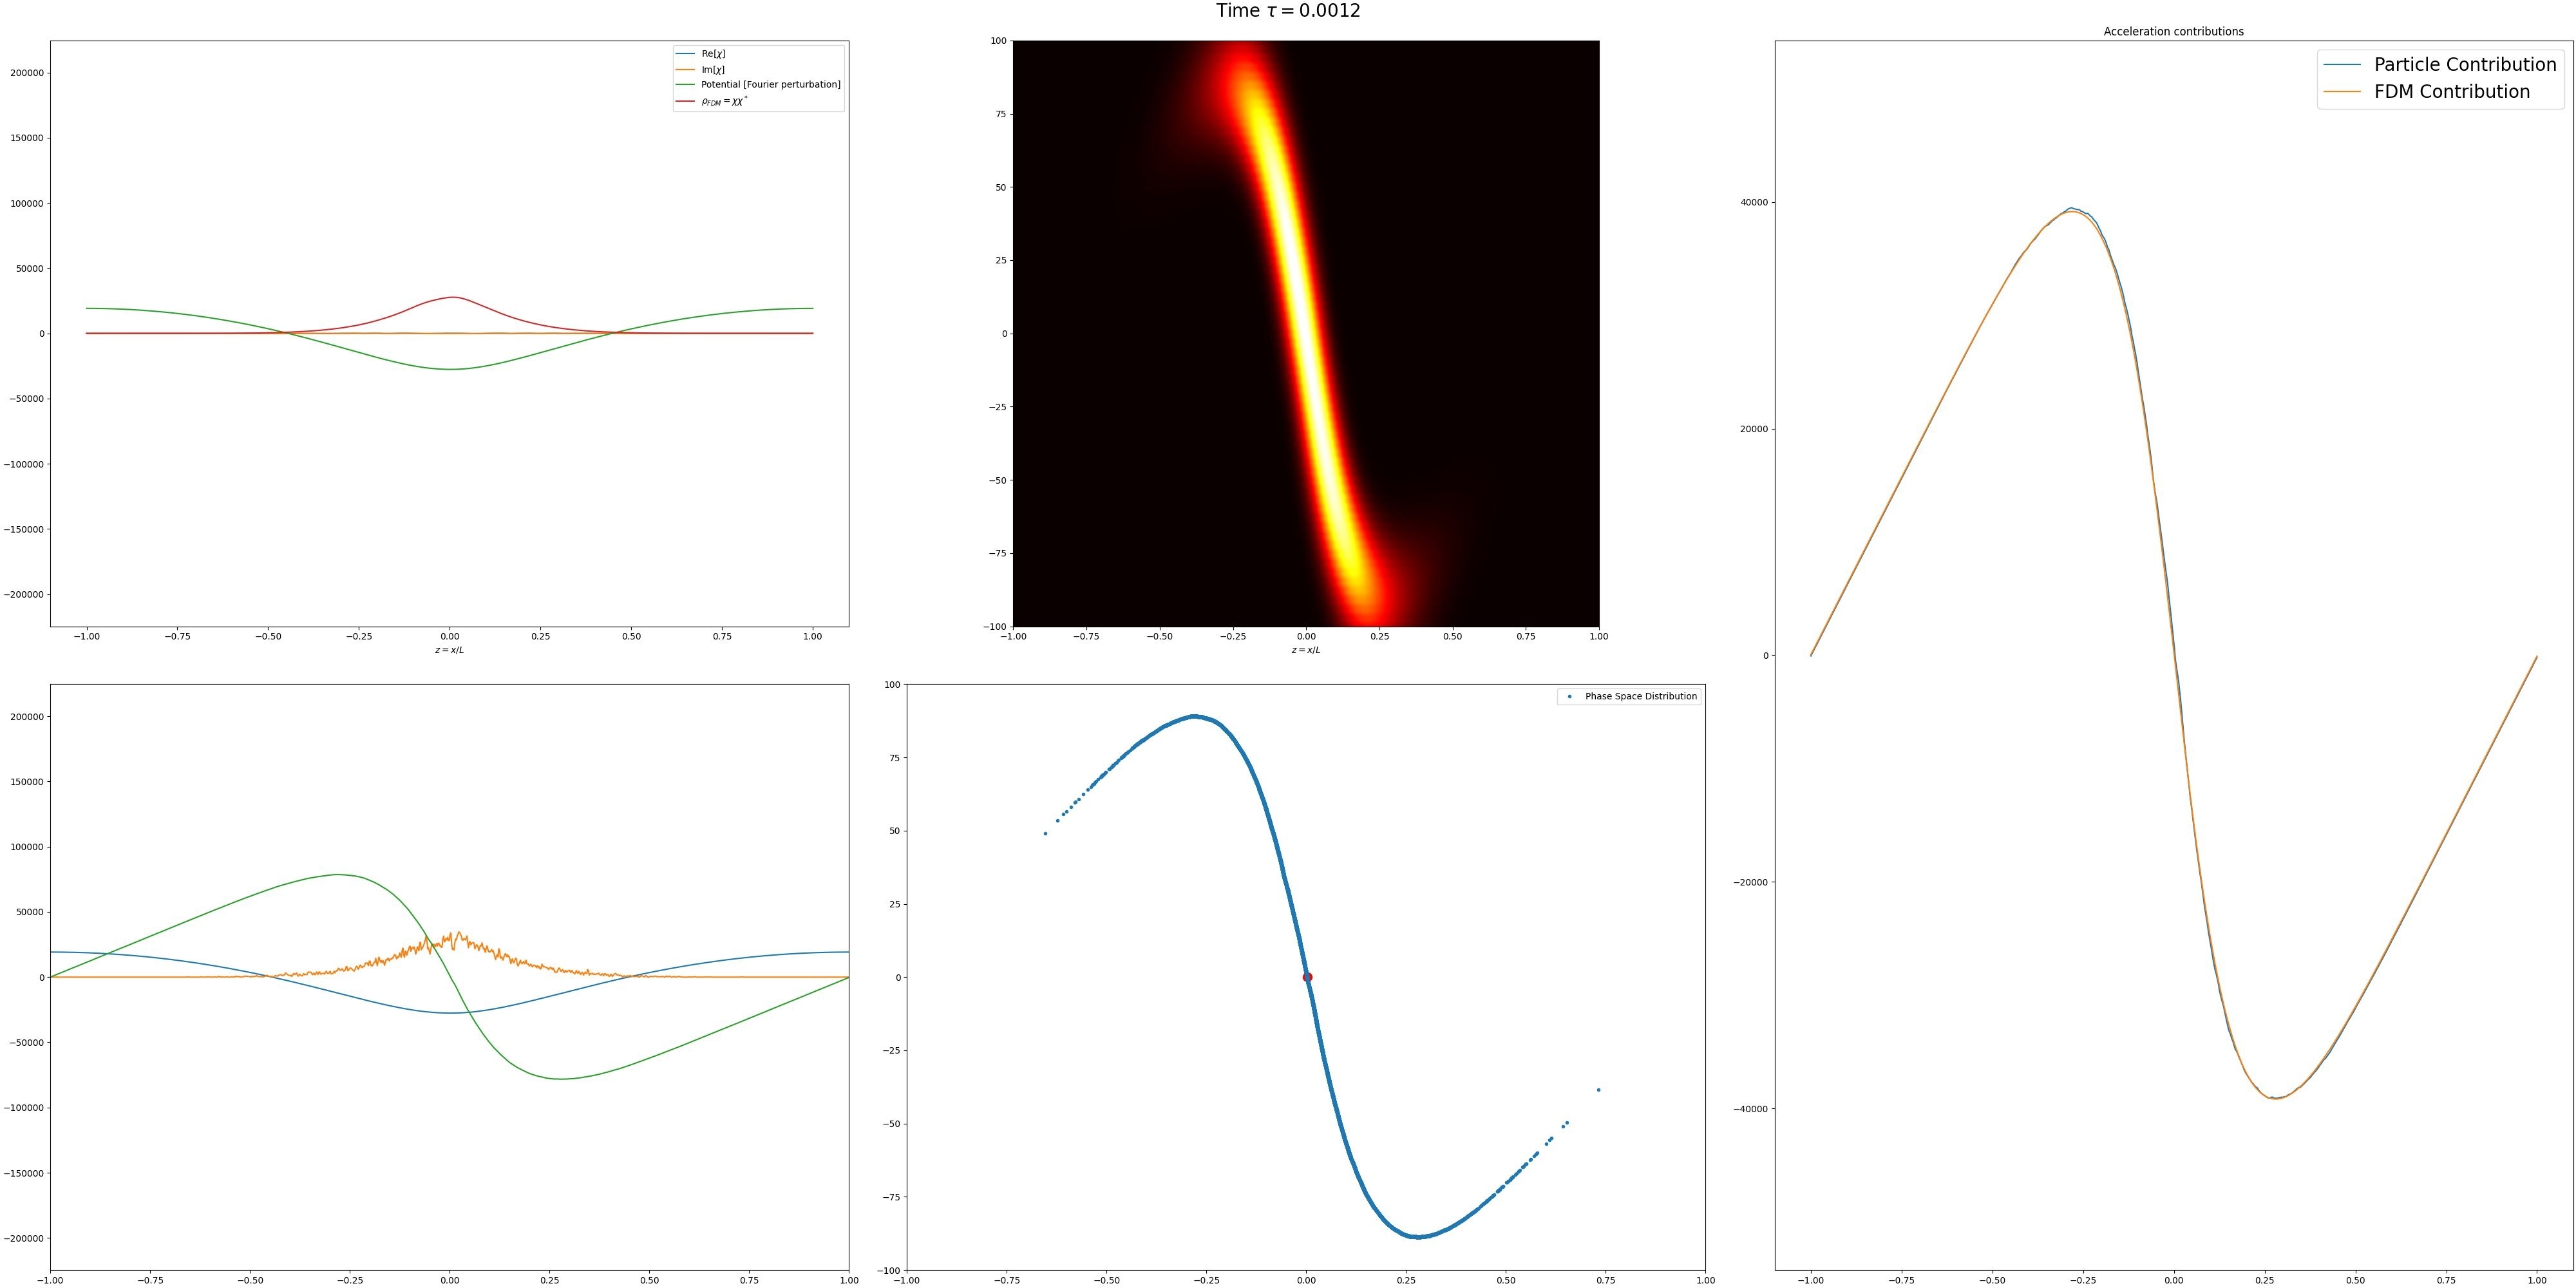 Time τ = 0.0012
200000
150000
100000
50000
0
−50000
−100000
−150000
−200000
−1.00 −0.75 −0.50 −0.25 0.00 0.25 0.50 0.75 1.00
z = x/L
Re[χ]
Im[χ]
Potential [Fourier perturbation]
ρFDM = χχ*
100
75
50
25
0
−25
−50
−75
−100
−1.00 −0.75 −0.50 −0.25 0.00 0.25 0.50 0.75 1.00
z = x/L
Acceleration contributions
Particle Contribution
FDM Contribution
40000
20000
0
−20000
−40000
−1.00 −0.75 −0.50 −0.25 0.00 0.25 0.50 0.75 1.00
200000
150000
100000
50000
0
−50000
−100000
−150000
−200000
−1.00 −0.75 −0.50 −0.25 0.00 0.25 0.50 0.75 1.00
Phase Space Distribution
100
75
50
25
0
−25
−50
−75
−100
−1.00 −0.75 −0.50 −0.25 0.00 0.25 0.50 0.75 1.00